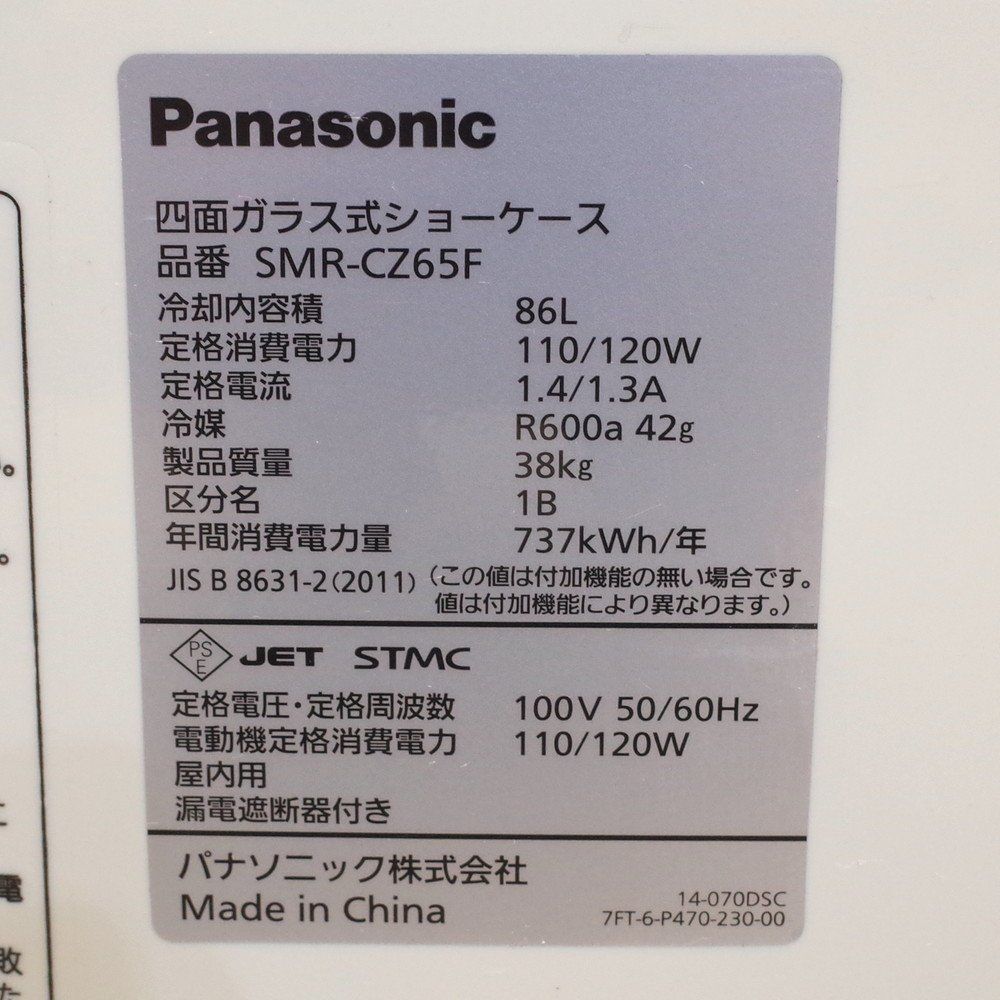 Panasonic
四面ガラス式ショーケース
品番 SMR-CZ65F
冷却内容積 86L
定格消費電力 110/120W
定格電流 1.4/1.3A
冷媒 R600a 42g
製品質量 38kg
区分名 1B
年間消費電力量 737kWh/年
JIS B 8631-2(2011) (この値は付加機能の無い場合です。
値は付加機能により異なります。)
PS
E JET STMC
定格電圧・定格周波数 100V 50/60Hz
電動機定格消費電力 110/120W
屋内用
漏電遮断器付き
パナソニック株式会社
Made in China
14-070DSC
7FT-6-P470-230-00
。
。
に
電
敗
た